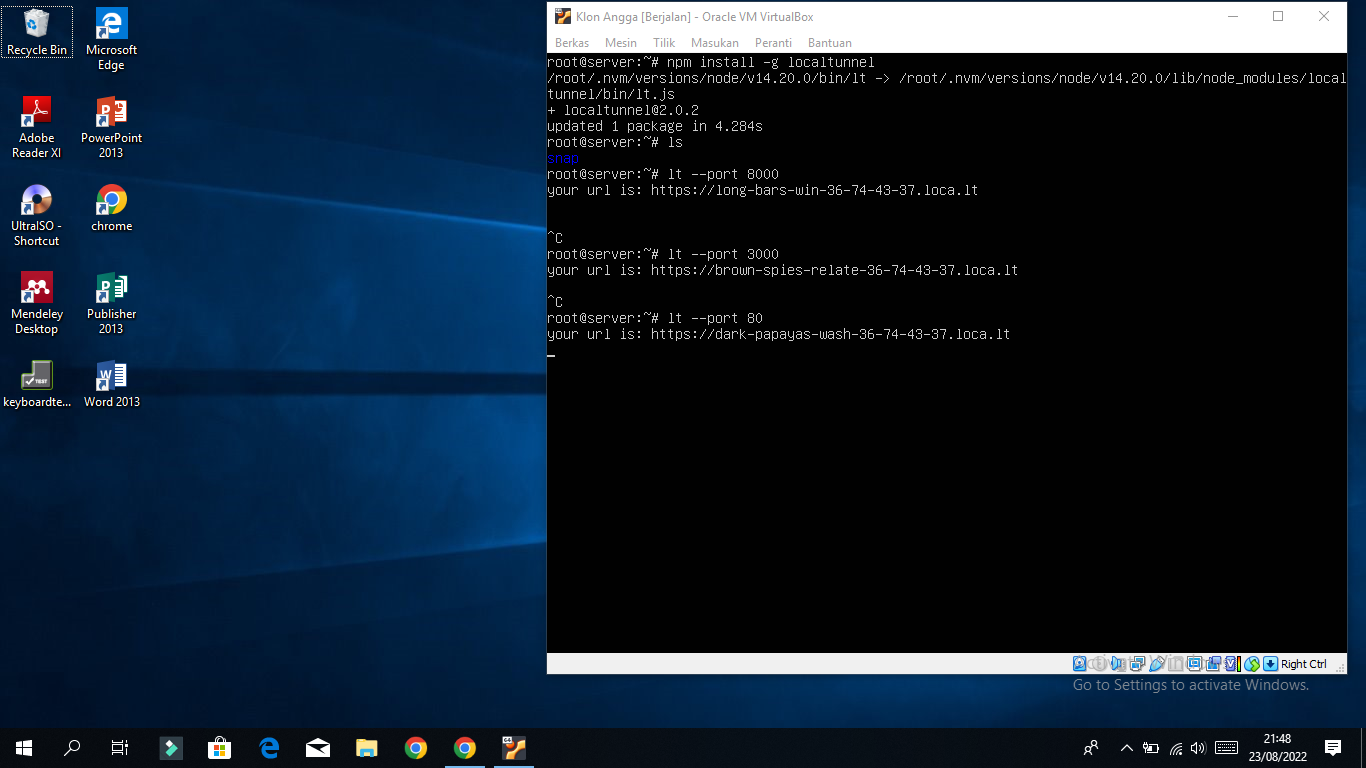 Recycle Bin
Microsoft
Edge
Adobe
Reader XI
PowerPoint
2013
UltraISO -
Shortcut
chrome
Mendeley
Desktop
Publisher
2013
keyboardte...
Word 2013
Klon Angga [Berjalan] - Oracle VM VirtualBox
Berkas Mesin Tilik Masukan Peranti Bantuan
root@server:~# npm install -g localtunnel
/root/.nvm/versions/node/v14.20.0/bin/lt -> /root/.nvm/versions/node/v14.20.0/lib/node_modules/local
tunnel/bin/lt.js
+ localtunnel@2.0.2
updated 1 package in 4.284s
root@server:~# ls
snap
root@server:~# lt --port 8000
your url is: https://long-bars-win-36-74-43-37.loca.lt
^C
root@server:~# lt --port 3000
your url is: https://brown-spies-relate-36-74-43-37.loca.lt
^C
root@server:~# lt --port 80
your url is: https://dark-papayas-wash-36-74-43-37.loca.lt
Right Ctrl
Activate Windows
Go to Settings to activate Windows.
21:48
23/08/2022